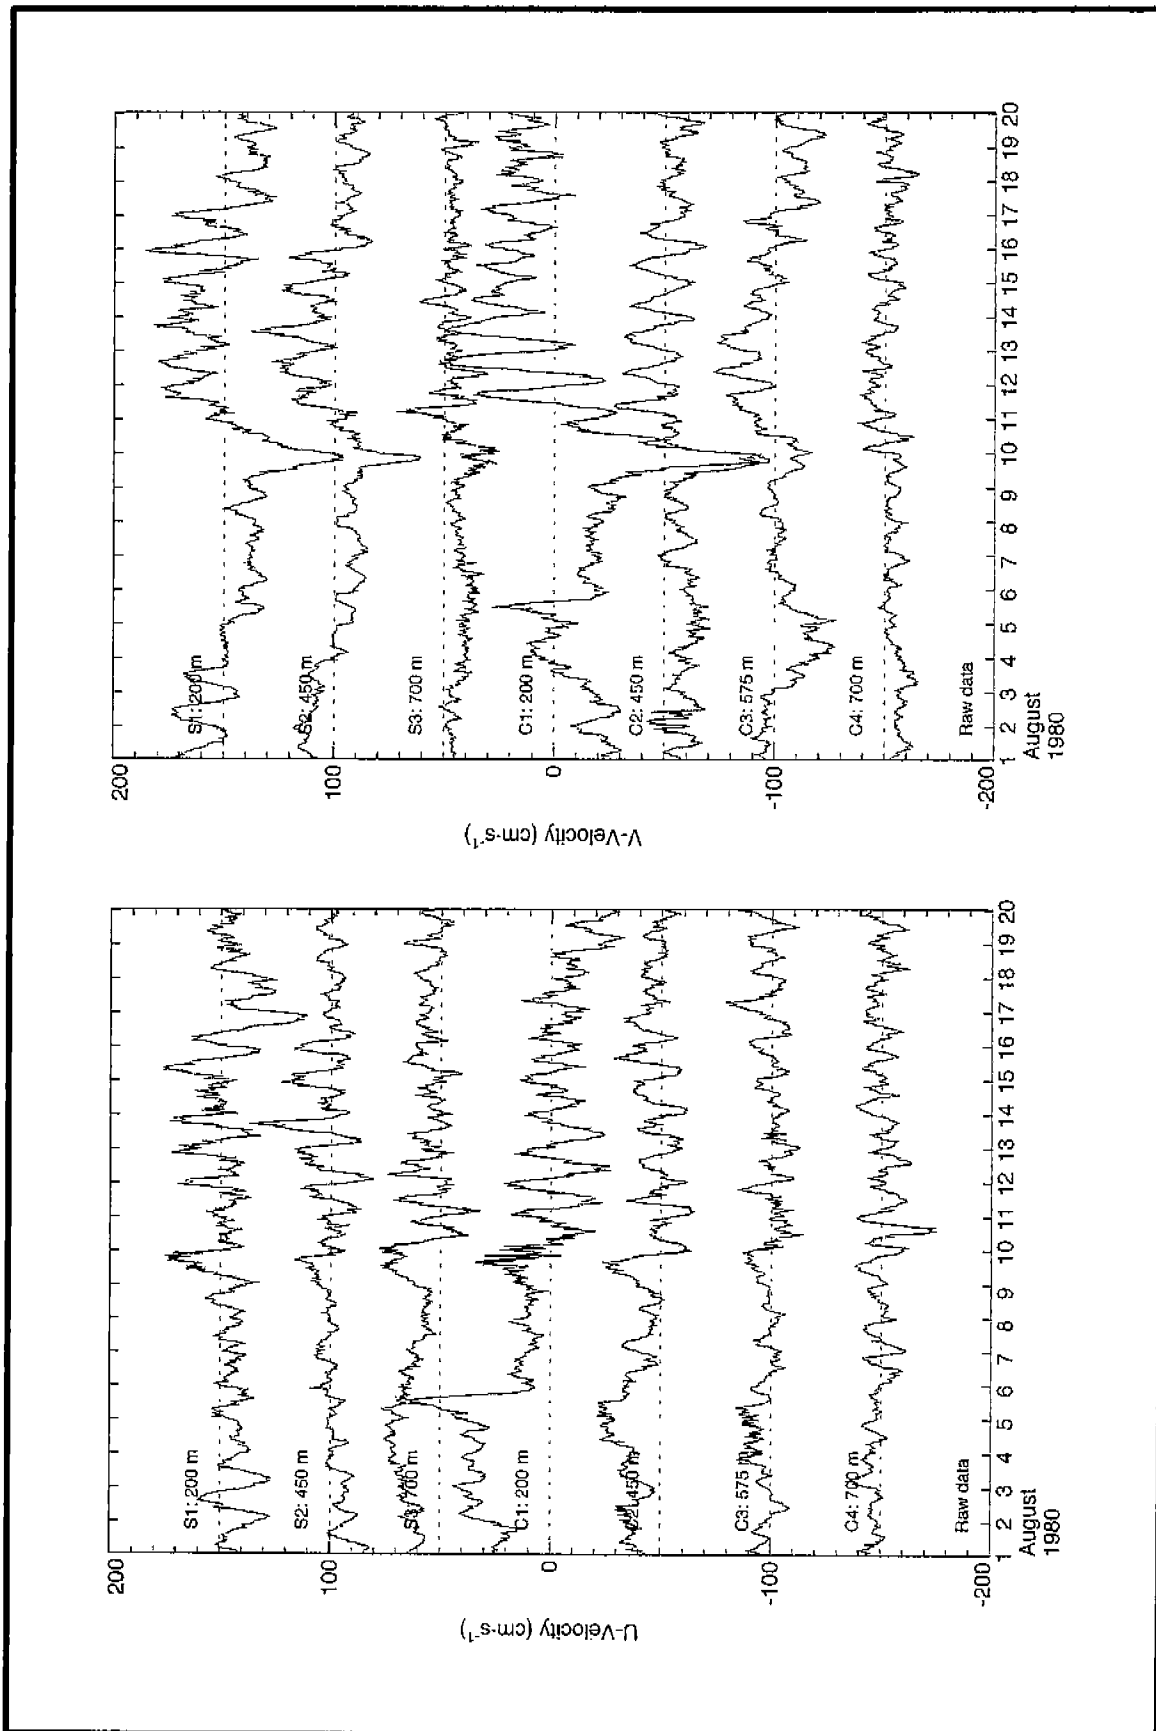 200
100
0
-100
-200
V-Velocity (cm·s⁻¹)
S1: 200 m
S2: 450 m
S3: 700 m
C1: 200 m
C2: 450 m
C3: 575 m
C4: 700 m
Raw data
1 2 3 4 5 6 7 8 9 10 11 12 13 14 15 16 17 18 19 20
August
1980
200
100
0
-100
-200
U-Velocity (cm·s⁻¹)
S1: 200 m
S2: 450 m
S3: 700 m
C1: 200 m
C2: 450 m
C3: 575 m
C4: 700 m
Raw data
1 2 3 4 5 6 7 8 9 10 11 12 13 14 15 16 17 18 19 20
August
1980